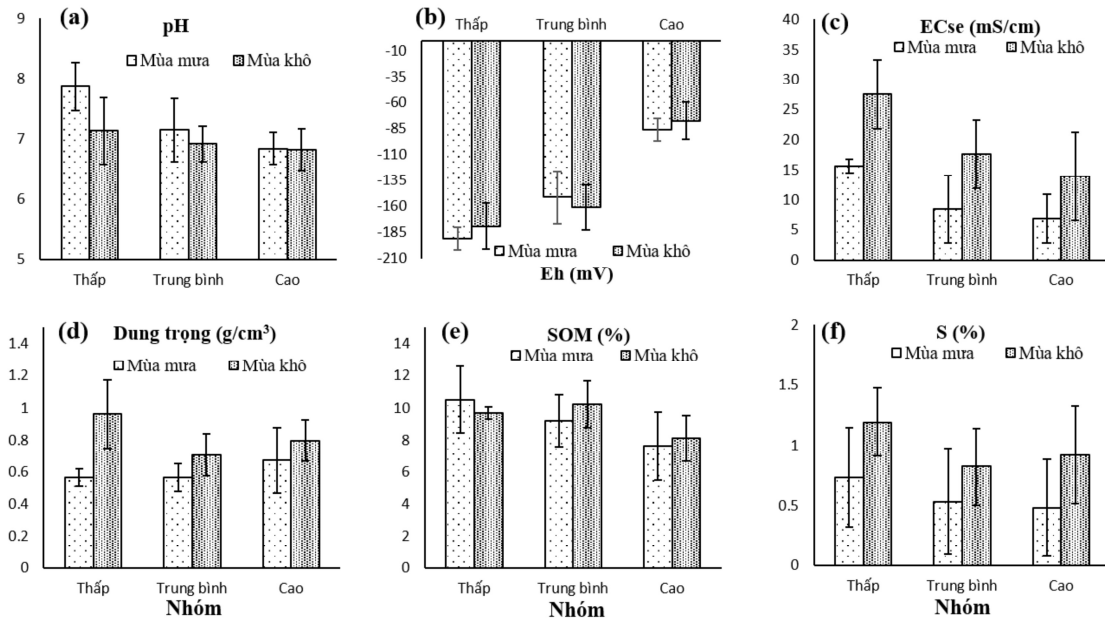 (a)
pH
Mùa mưa Mùa khô
9
8
7
6
5
Thấp Trung bình Cao
(b)
Thấp Trung bình Cao
-10
-35
-60
-85
-110
-135
-160
-185
-210
Mùa mưa Mùa khô
Eh (mV)
(c)
ECse (mS/cm)
Mùa mưa Mùa khô
40
35
30
25
20
15
10
5
0
Thấp Trung bình Cao
(d)
Dung trọng (g/cm³)
Mùa mưa Mùa khô
1.4
1.2
1
0.8
0.6
0.4
0.2
0
Thấp Trung bình Cao
Nhóm
(e)
SOM (%)
Mùa mưa Mùa khô
14
12
10
8
6
4
2
0
Thấp Trung bình Cao
Nhóm
(f)
S (%)
Mùa mưa Mùa khô
2
1.5
1
0.5
0
Thấp Trung bình Cao
Nhóm